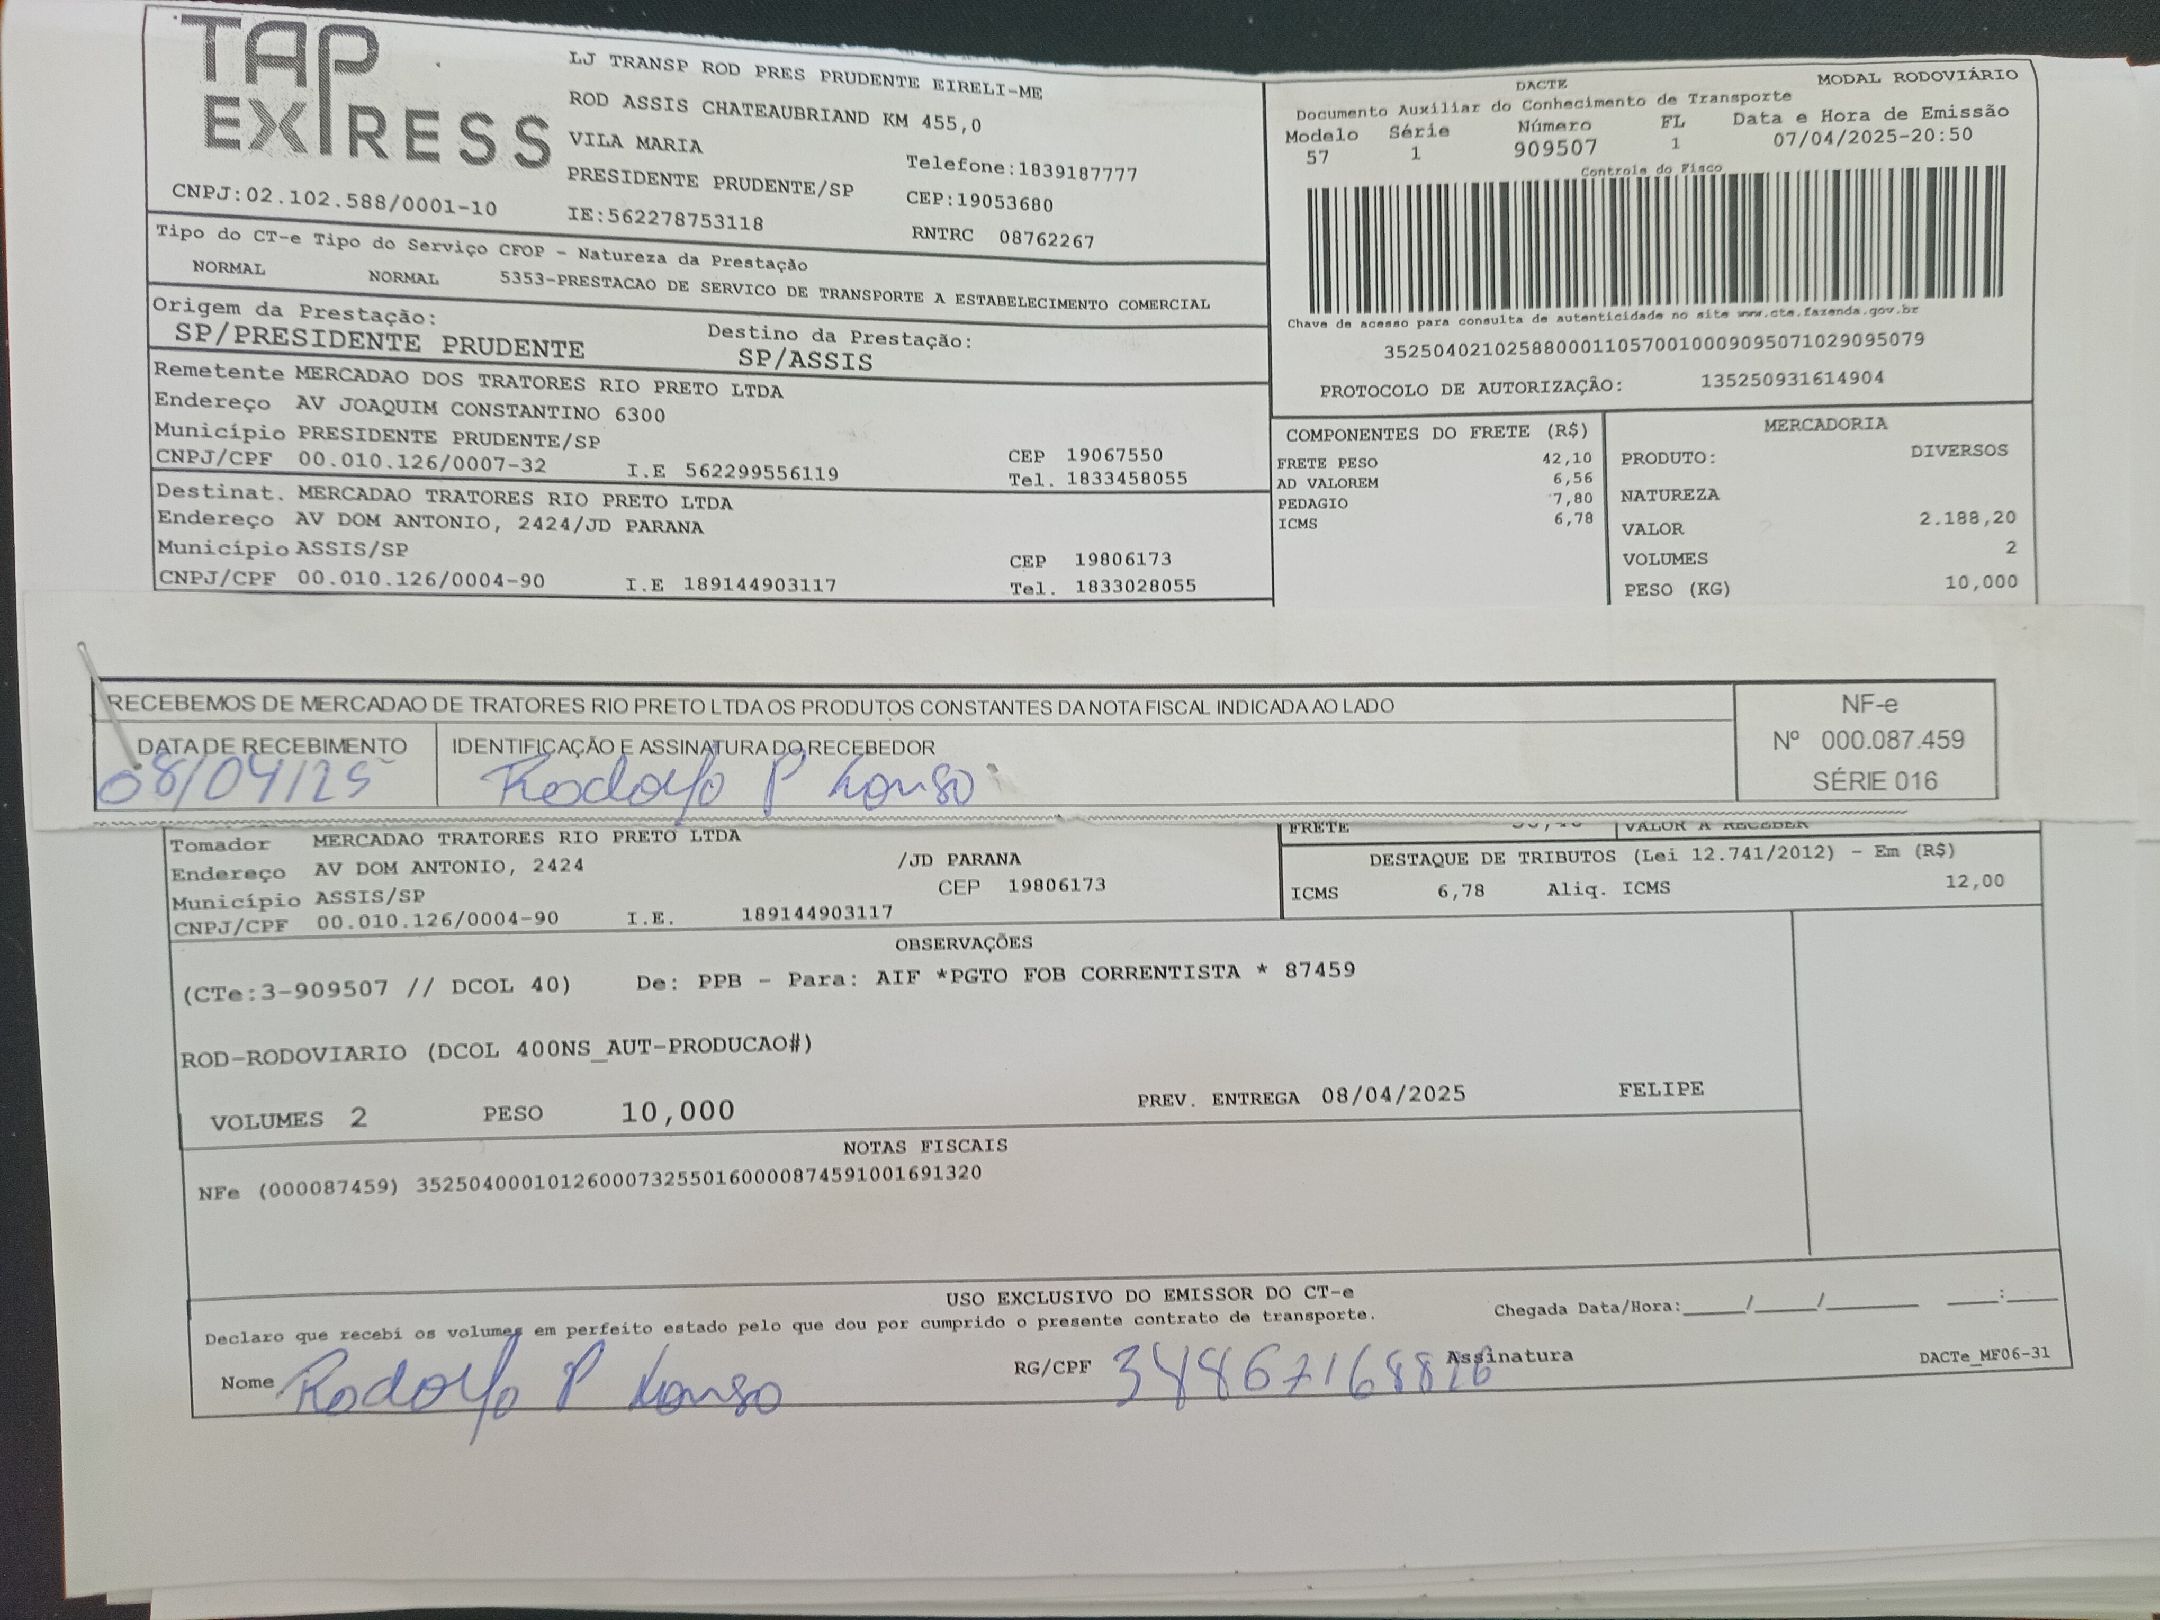 TAP EXPRESS
LJ TRANSP ROD PRES PRUDENTE EIRELI-ME
ROD ASSIS CHATEAUBRIAND KM 455,0
VILA MARIA
Telefone:1839187777
PRESIDENTE PRUDENTE/SP
CEP:19053680
CNPJ:02.102.588/0001-10
IE:562278753118
RNTRC 08762267
DACTE
MODAL RODOVIÁRIO
Documento Auxiliar do Conhecimento de Transporte
Modelo Série Número FL Data e Hora de Emissão
57 1 909507 1 07/04/2025-20:50
Controle do Fisco
Chave de acesso para consulta de autenticidade no site www.cte.fazenda.gov.br
35250402102588000110570010009095071029095079
PROTOCOLO DE AUTORIZAÇÃO: 135250931614904
Tipo do CT-e Tipo do Serviço CFOP - Natureza da Prestação
NORMAL NORMAL 5353-PRESTACAO DE SERVICO DE TRANSPORTE A ESTABELECIMENTO COMERCIAL
Origem da Prestação: Destino da Prestação:
SP/PRESIDENTE PRUDENTE SP/ASSIS
Remetente MERCADAO DOS TRATORES RIO PRETO LTDA
Endereço AV JOAQUIM CONSTANTINO 6300
Município PRESIDENTE PRUDENTE/SP CEP 19067550
CNPJ/CPF 00.010.126/0007-32 I.E 562299556119 Tel. 1833458055
Destinat. MERCADAO TRATORES RIO PRETO LTDA
Endereço AV DOM ANTONIO, 2424/JD PARANA
Município ASSIS/SP CEP 19806173
CNPJ/CPF 00.010.126/0004-90 I.E 189144903117 Tel. 1833028055
COMPONENTES DO FRETE (R$)
FRETE PESO 42,10
AD VALOREM 6,56
PEDAGIO 7,80
ICMS 6,78
MERCADORIA
PRODUTO: DIVERSOS
NATUREZA
VALOR 2.188,20
VOLUMES 2
PESO (KG) 10,000
RECEBEMOS DE MERCADAO DE TRATORES RIO PRETO LTDA OS PRODUTOS CONSTANTES DA NOTA FISCAL INDICADA AO LADO
DATA DE RECEBIMENTO IDENTIFICAÇÃO E ASSINATURA DO RECEBEDOR
08/04/25 Rodolfo P
NF-e
Nº 000.087.459
SÉRIE 016
Tomador MERCADAO TRATORES RIO PRETO LTDA
Endereço AV DOM ANTONIO, 2424 /JD PARANA
Município ASSIS/SP CEP 19806173
CNPJ/CPF 00.010.126/0004-90 I.E. 189144903117
FRETE VALOR A RECEBER
DESTAQUE DE TRIBUTOS (Lei 12.741/2012) - Em (R$)
ICMS 6,78 Aliq. ICMS 12,00
OBSERVAÇÕES
(CTe:3-909507 // DCOL 40) De: PPB - Para: AIF *PGTO FOB CORRENTISTA * 87459
ROD-RODOVIARIO (DCOL 400NS_AUT-PRODUCAO#)
VOLUMES 2 PESO 10,000 PREV. ENTREGA 08/04/2025 FELIPE
NOTAS FISCAIS
NFe (000087459) 35250400010126000732550160000874591001691320
USO EXCLUSIVO DO EMISSOR DO CT-e
Declaro que recebi os volumes em perfeito estado pelo que dou por cumprido o presente contrato de transporte.
Chegada Data/Hora:_____/_____/_______ ____:____
Nome Rodolfo P RG/CPF Assinatura
DACTe_MF06-31